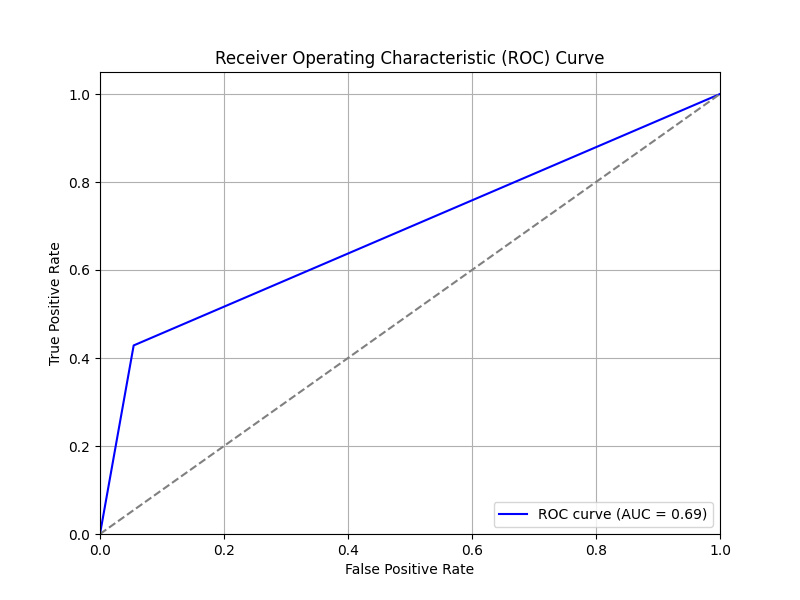 Receiver Operating Characteristic (ROC) Curve
True Positive Rate
1.0
0.8
0.6
0.4
0.2
0.0
ROC curve (AUC = 0.69)
0.0 0.2 0.4 0.6 0.8 1.0
False Positive Rate